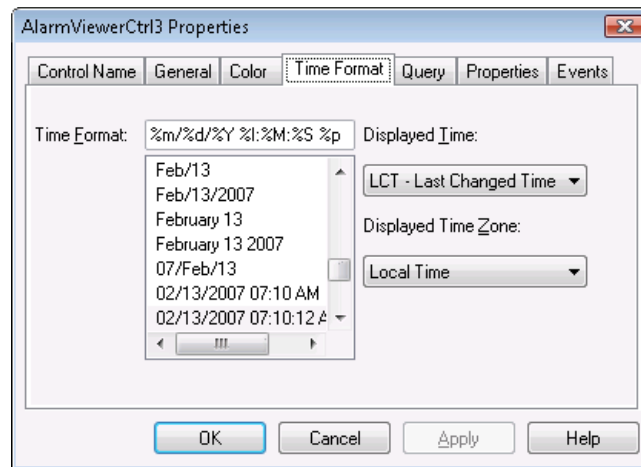 AlarmViewerCtrl3 Properties
Control Name General Color Time Format Query Properties Events
Time Format: %m/%d/%Y %I:%M:%S %p
Displayed Time:
LCT - Last Changed Time
Displayed Time Zone:
Local Time
Feb/13
Feb/13/2007
February 13
February 13 2007
07/Feb/13
02/13/2007 07:10 AM
02/13/2007 07:10:12 A
OK Cancel Apply Help